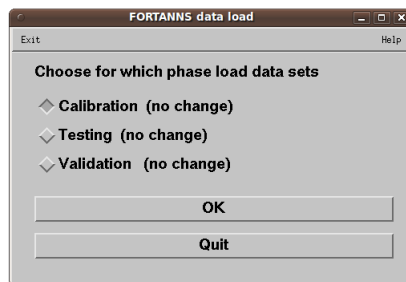 FORTANNS data load
Exit Help
Choose for which phase load data sets
Calibration (no change)
Testing (no change)
Validation (no change)
OK
Quit